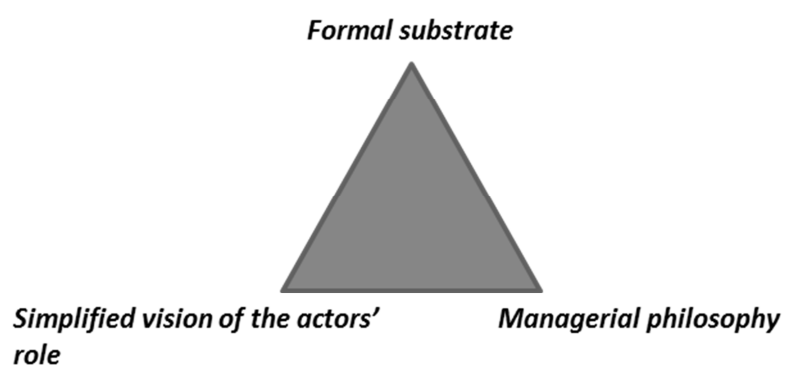 Formal substrate
Simplified vision of the actors’
role
Managerial philosophy